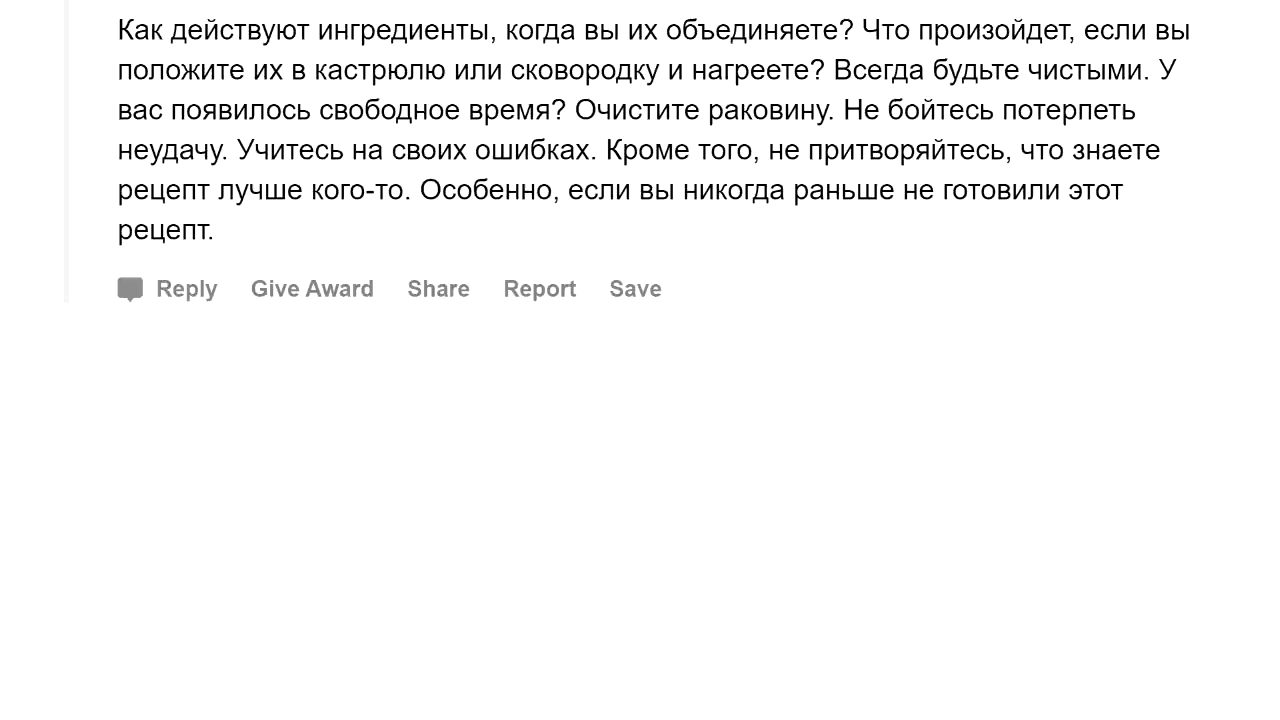 Как действуют ингредиенты, когда вы их объединяете? Что произойдет, если вы
положите их в кастрюлю или сковородку и нагреете? Всегда будьте чистыми. У
вас появилось свободное время? Очистите раковину. Не бойтесь потерпеть
неудачу. Учитесь на своих ошибках. Кроме того, не притворяйтесь, что знаете
рецепт лучше кого-то. Особенно, если вы никогда раньше не готовили этот
рецепт.
Reply Give Award Share Report Save